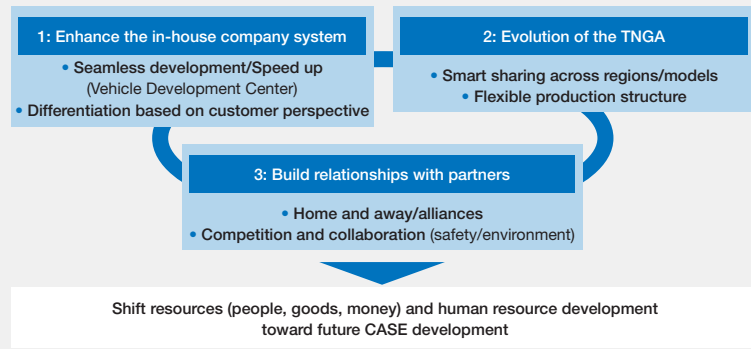 1: Enhance the in-house company system
• Seamless development/Speed up
(Vehicle Development Center)
• Differentiation based on customer perspective
2: Evolution of the TNGA
• Smart sharing across regions/models
• Flexible production structure
3: Build relationships with partners
• Home and away/alliances
• Competition and collaboration (safety/environment)
Shift resources (people, goods, money) and human resource development
toward future CASE development